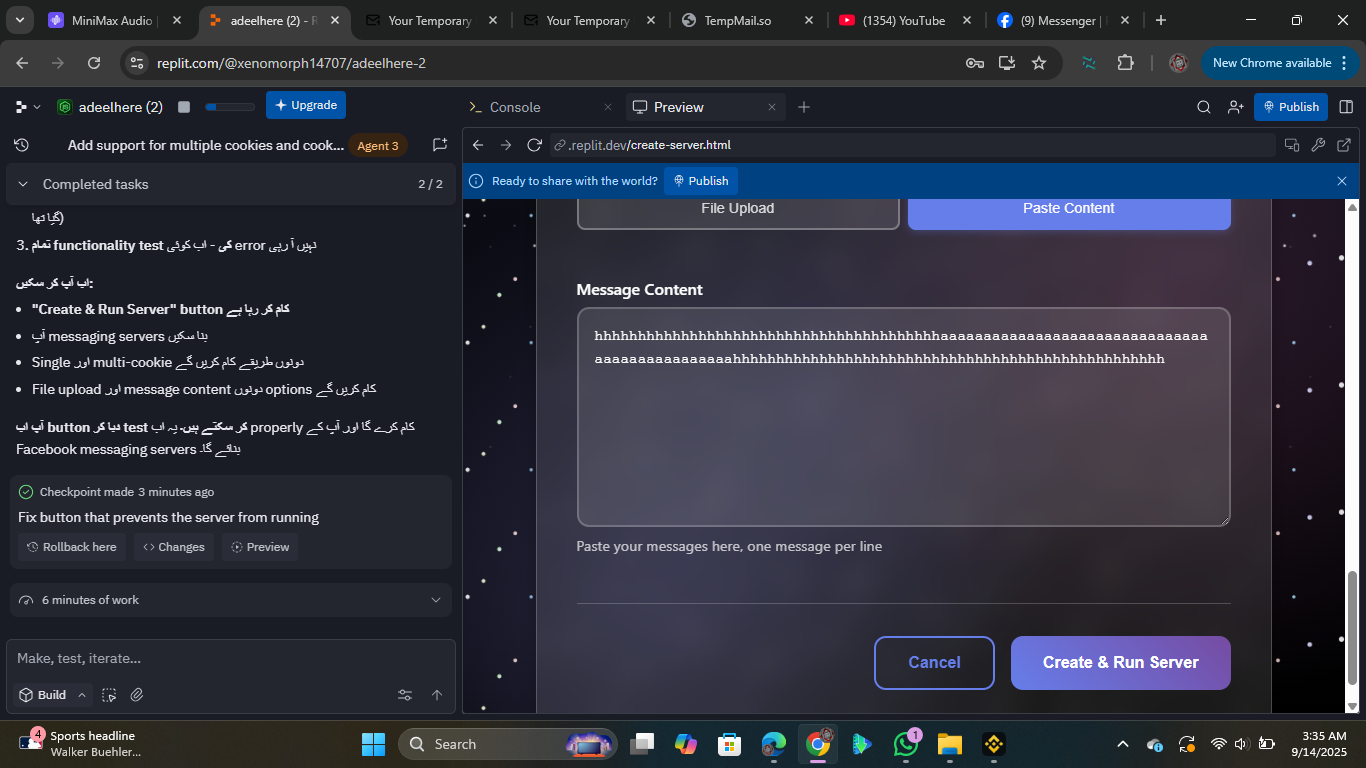 MiniMax Audio
adeelhere (2) - R
Your Temporary
Your Temporary
TempMail.so
(1354) YouTube
(9) Messenger |
replit.com/@xenomorph14707/adeelhere-2
New Chrome available
adeelhere (2)
Upgrade
Console
Preview
Publish
Add support for multiple cookies and cook...
Agent 3
.replit.dev/create-server.html
Completed tasks
2 / 2
Ready to share with the world?
Publish
گیا تھا)
3. تمام functionality test کی - اب کوئی error نہیں آ رہی
اب آپ کر سکیں:
"Create & Run Server" button کام کر رہا ہے
آپ messaging servers بنا سکیں
Single اور multi-cookie دونوں طریقے کام کریں گے
File upload اور message content دونوں options کام کریں گے
آپ اب button دبا کر test کر سکتے ہیں۔ یہ اب properly کام کرے گا اور آپ کے
Facebook messaging servers بنائے گا۔
Checkpoint made 3 minutes ago
Fix button that prevents the server from running
Rollback here
Changes
Preview
6 minutes of work
Make, test, iterate...
Build
File Upload
Paste Content
Message Content
Paste your messages here, one message per line
Cancel
Create & Run Server
4
Sports headline
Walker Buehler...
Search
1
3:35 AM
9/14/2025